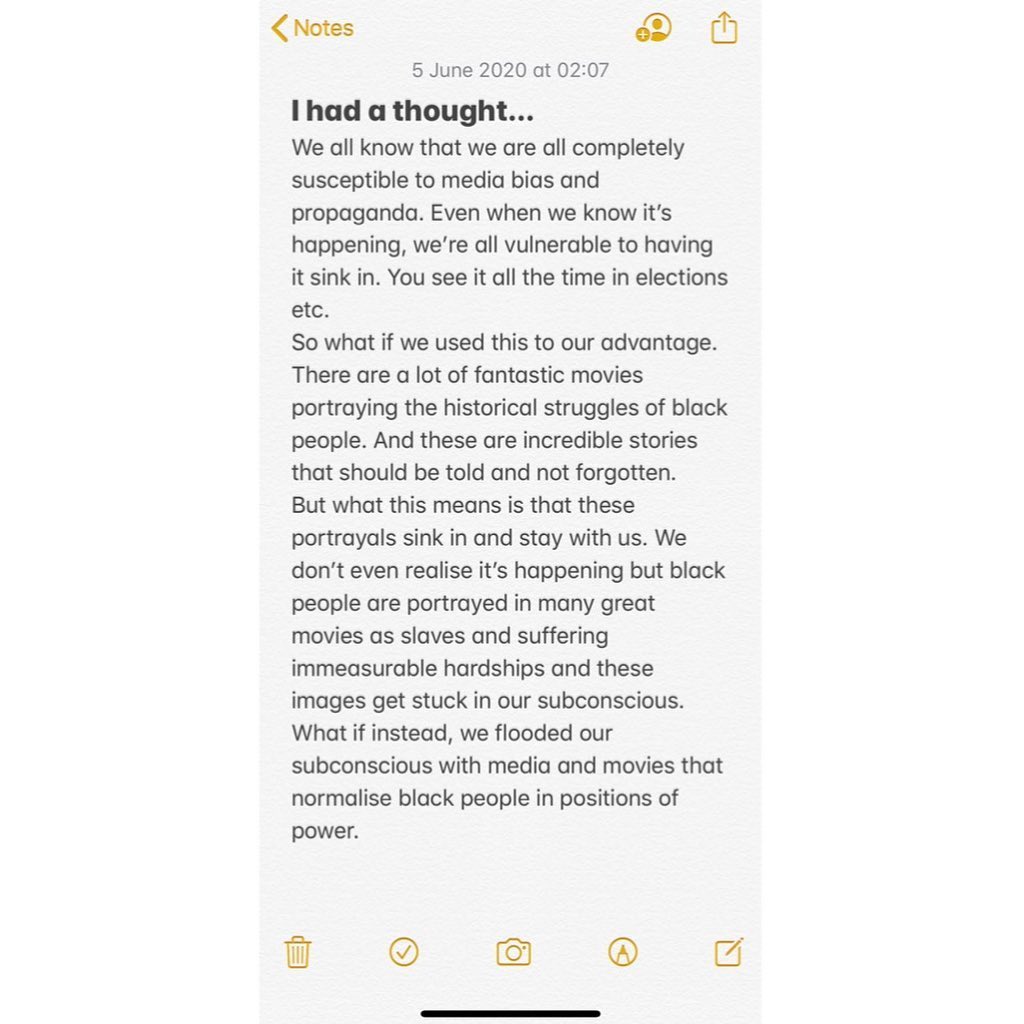 Notes
5 June 2020 at 02:07
I had a thought...
We all know that we are all completely
susceptible to media bias and
propaganda. Even when we know it’s
happening, we’re all vulnerable to having
it sink in. You see it all the time in elections
etc.
So what if we used this to our advantage.
There are a lot of fantastic movies
portraying the historical struggles of black
people. And these are incredible stories
that should be told and not forgotten.
But what this means is that these
portrayals sink in and stay with us. We
don’t even realise it’s happening but black
people are portrayed in many great
movies as slaves and suffering
immeasurable hardships and these
images get stuck in our subconscious.
What if instead, we flooded our
subconscious with media and movies that
normalise black people in positions of
power.